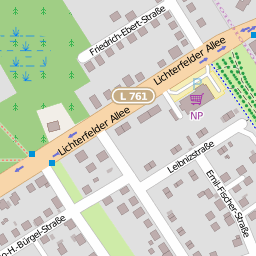 Friedrich-Ebert-Straße
Lichterfelder Allee
L 761
NP
Lichterfelder Allee
Leibnizstraße
Emil-Fischer-Straße
-H.-Bürgel-Straße